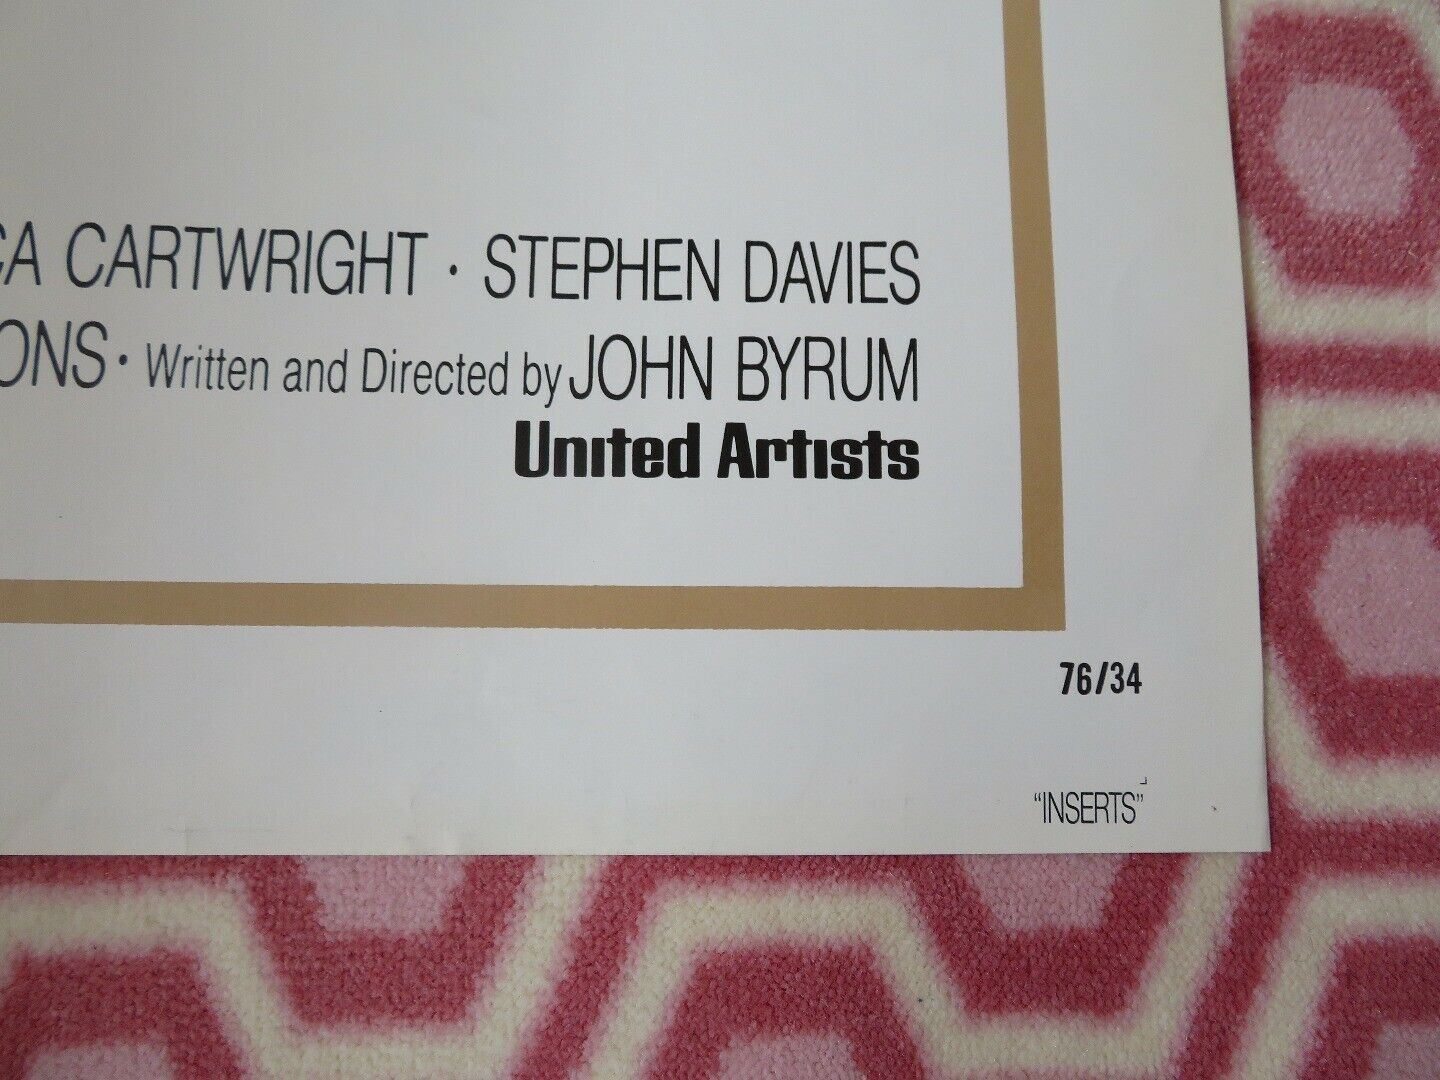 CA CARTWRIGHT · STEPHEN DAVIES
ONS · Written and Directed by JOHN BYRUM
United Artists
76/34
“INSERTS”